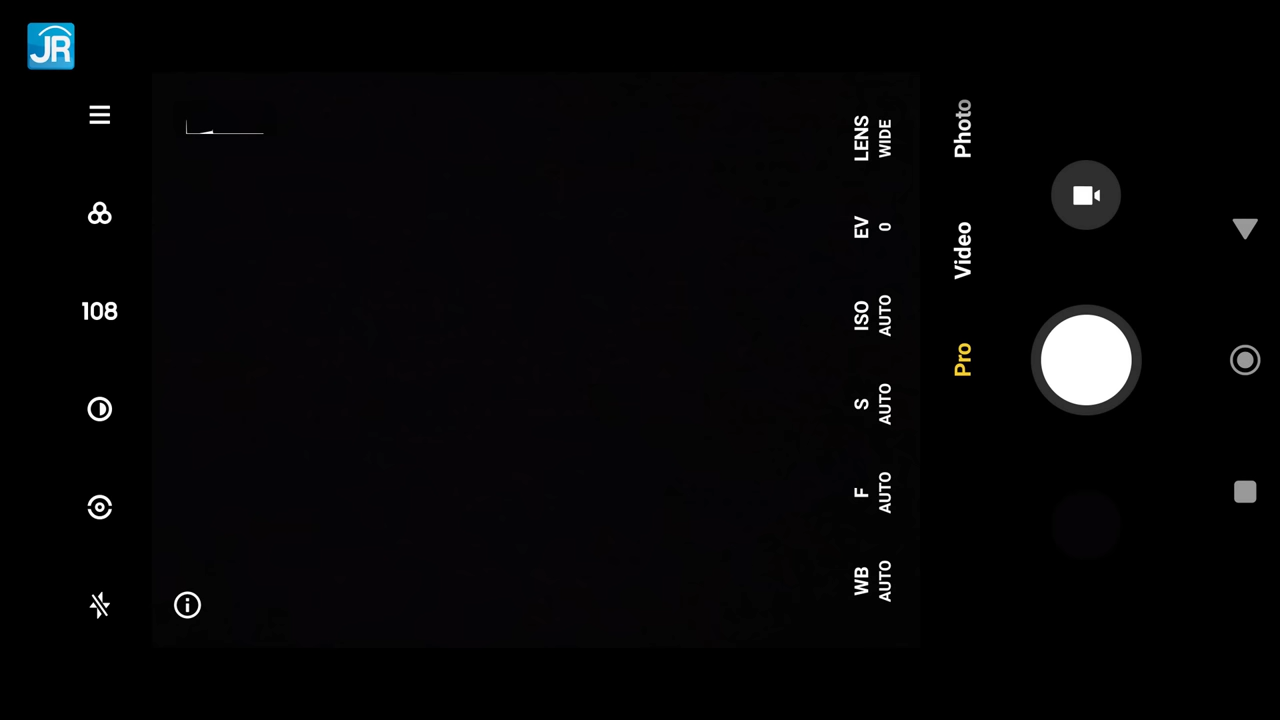 JR
108
LENS
WIDE
EV
0
ISO
AUTO
S
AUTO
F
AUTO
WB
AUTO
Photo
Video
Pro